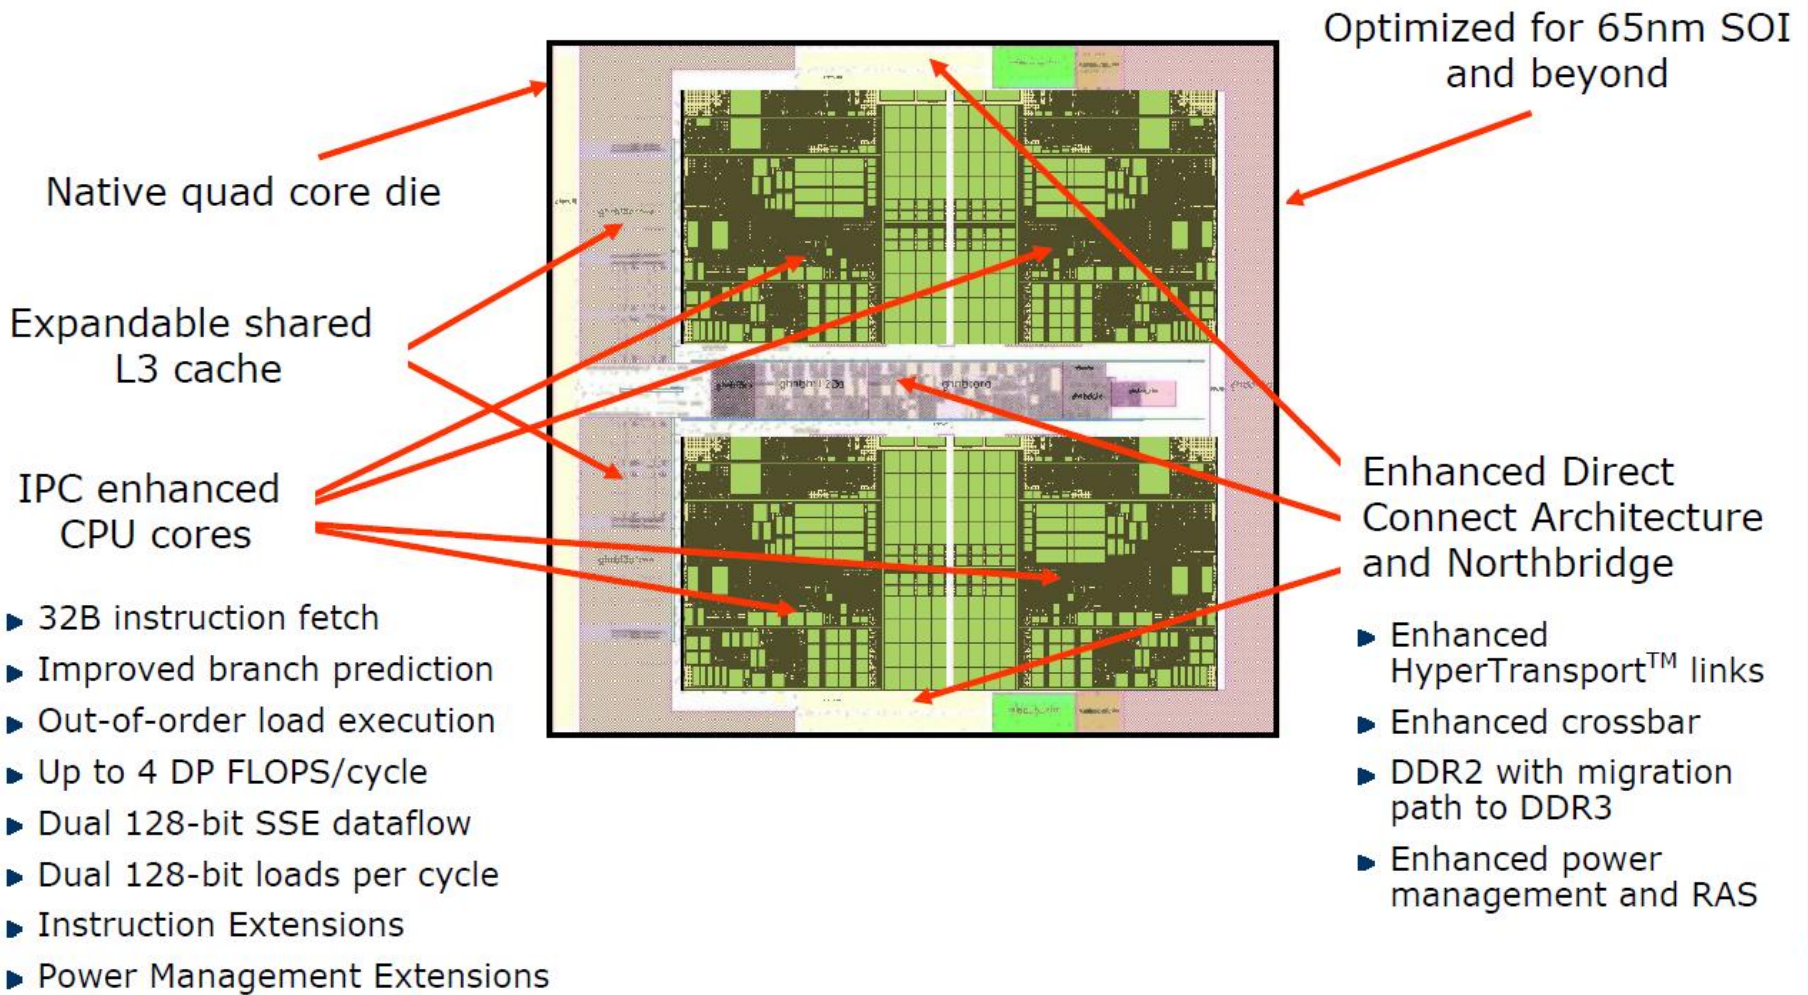 Optimized for 65nm SOI
and beyond
Native quad core die
Expandable shared
L3 cache
IPC enhanced
CPU cores
32B instruction fetch
Improved branch prediction
Out-of-order load execution
Up to 4 DP FLOPS/cycle
Dual 128-bit SSE dataflow
Dual 128-bit loads per cycle
Instruction Extensions
Power Management Extensions
Enhanced Direct
Connect Architecture
and Northbridge
Enhanced
HyperTransport™ links
Enhanced crossbar
DDR2 with migration
path to DDR3
Enhanced power
management and RAS